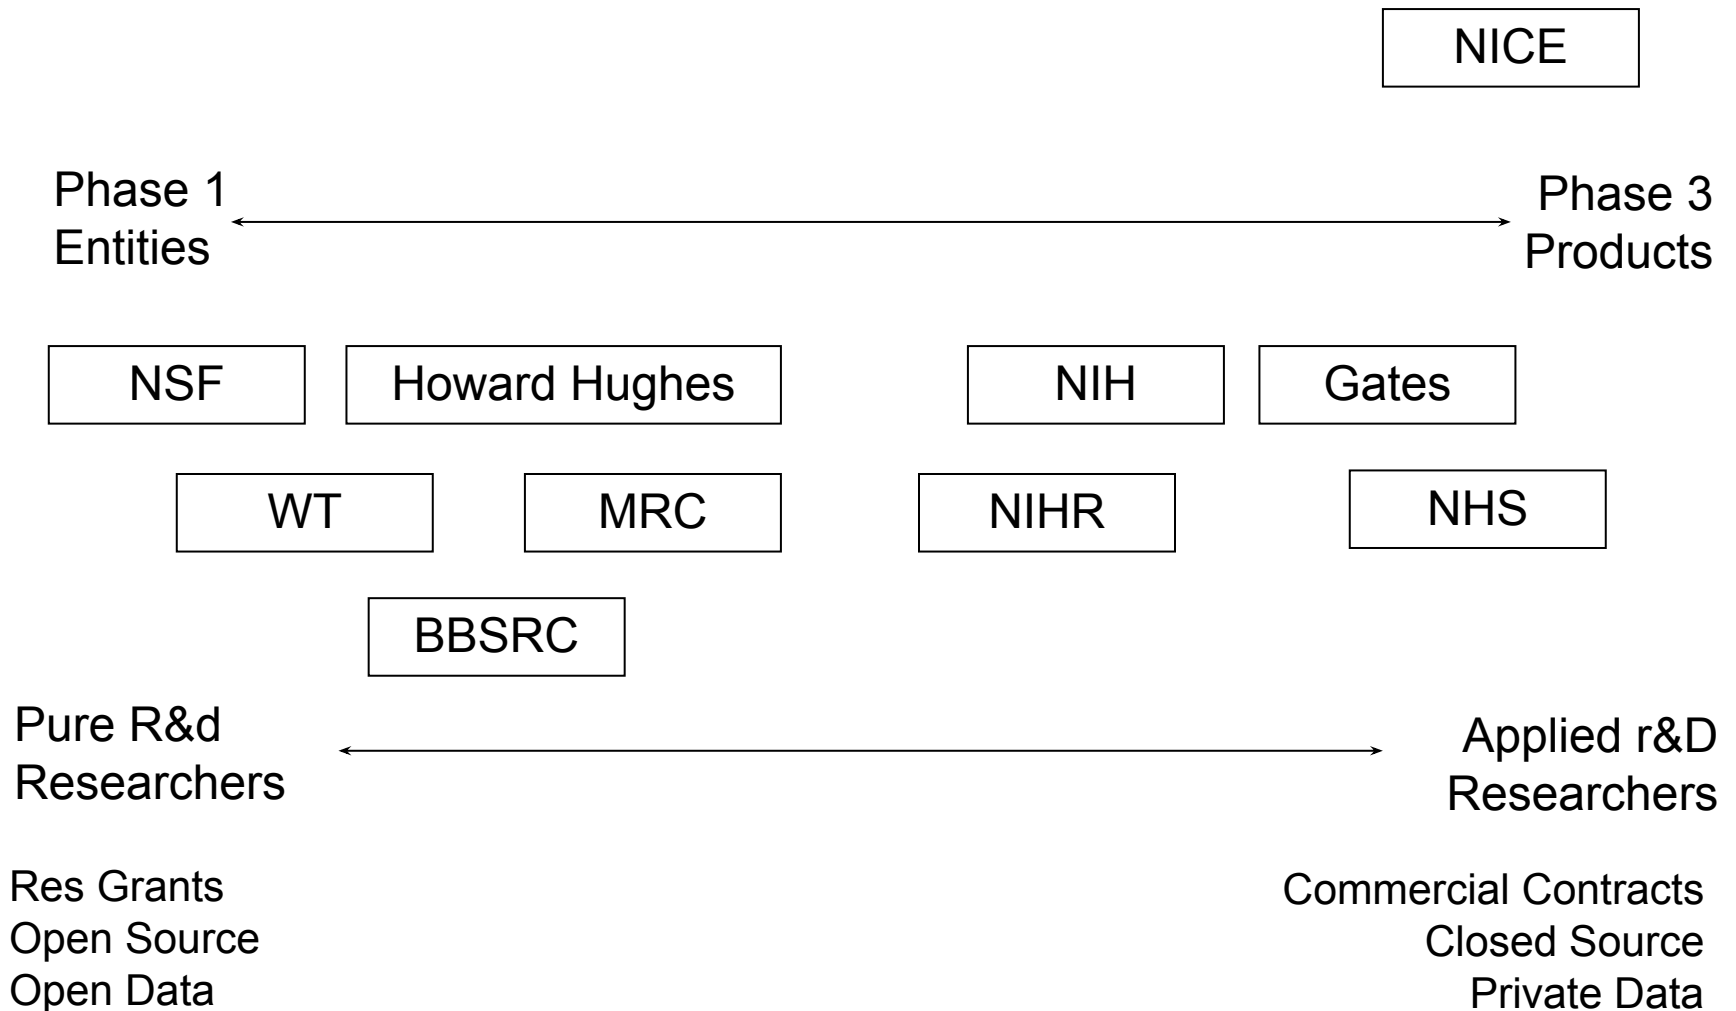 NICE
Phase 1
Entities
Phase 3
Products
NSF
Howard Hughes
NIH
Gates
WT
MRC
NIHR
NHS
BBSRC
Pure R&d
Researchers
Applied r&D
Researchers
Res Grants
Open Source
Open Data
Commercial Contracts
Closed Source
Private Data